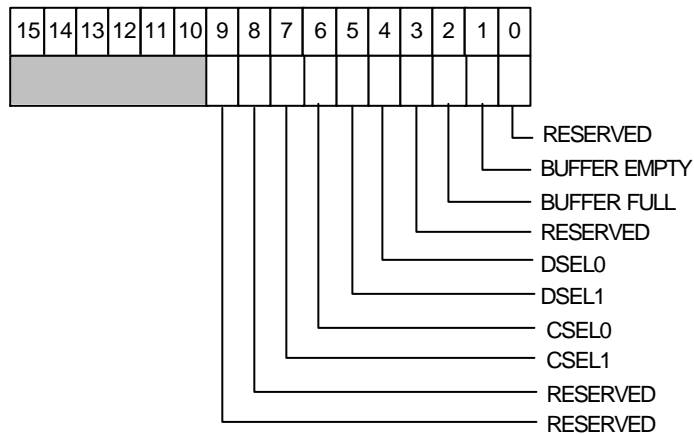 15 14 13 12 11 10 9 8 7 6 5 4 3 2 1 0
RESERVED
BUFFER EMPTY
BUFFER FULL
RESERVED
DSEL0
DSEL1
CSEL0
CSEL1
RESERVED
RESERVED